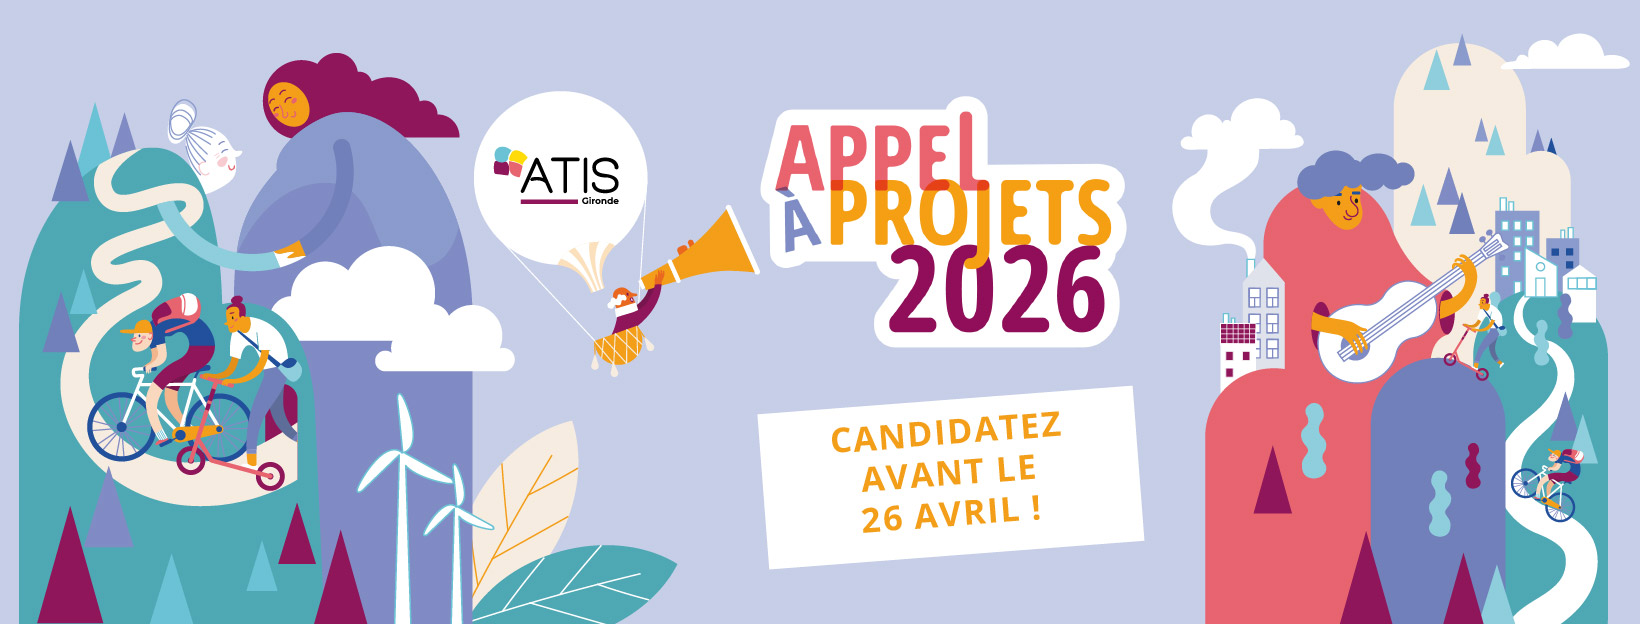 ATIS
Gironde
APPEL
À PROJETS
2026
CANDIDATEZ
AVANT LE
26 AVRIL !